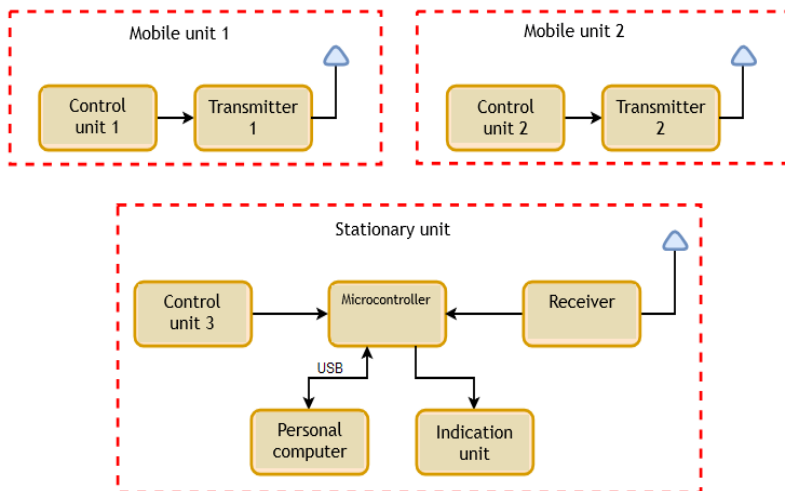 Mobile unit 1
Mobile unit 2
Control
unit 1
Transmitter
1
Control
unit 2
Transmitter
2
Stationary unit
Control
unit 3
Microcontroller
Receiver
USB
Personal
computer
Indication
unit